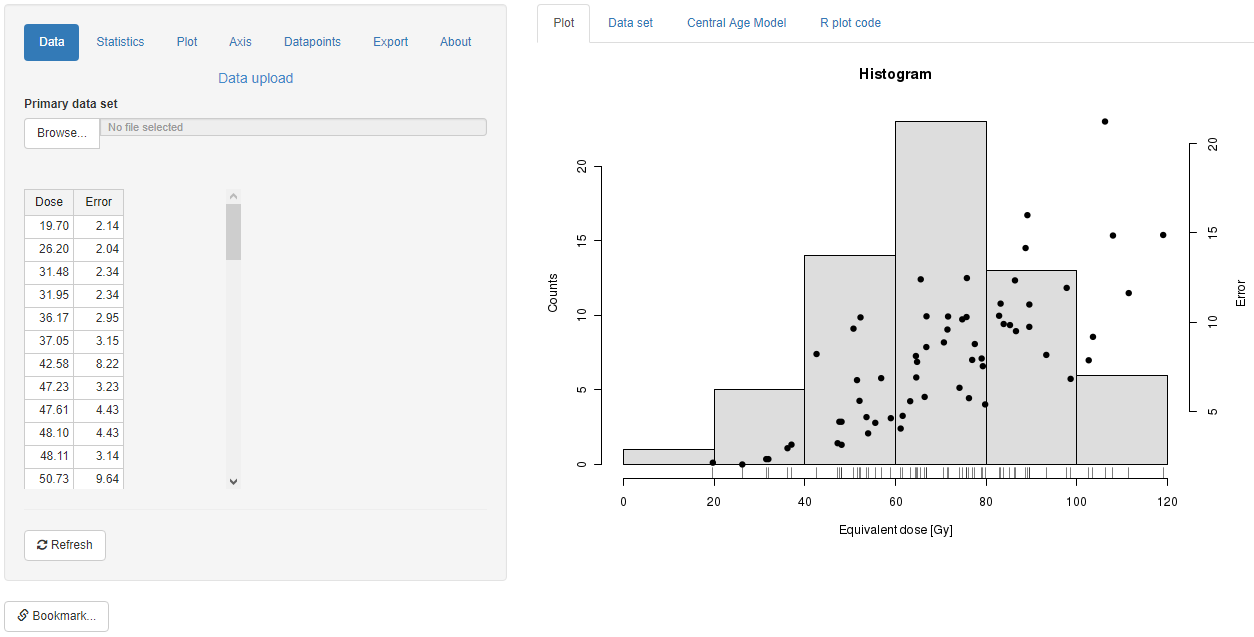 Data Statistics Plot Axis Datapoints Export About
Data upload
Primary data set
Browse... No file selected
Dose Error
19.70 2.14
26.20 2.04
31.48 2.34
31.95 2.34
36.17 2.95
37.05 3.15
42.58 8.22
47.23 3.23
47.61 4.43
48.10 4.43
48.11 3.14
50.73 9.64
Refresh
Bookmark...
Plot Data set Central Age Model R plot code
Histogram
Counts
0 5 10 15 20
Error
5 10 15 20
0 20 40 60 80 100 120
Equivalent dose [Gy]